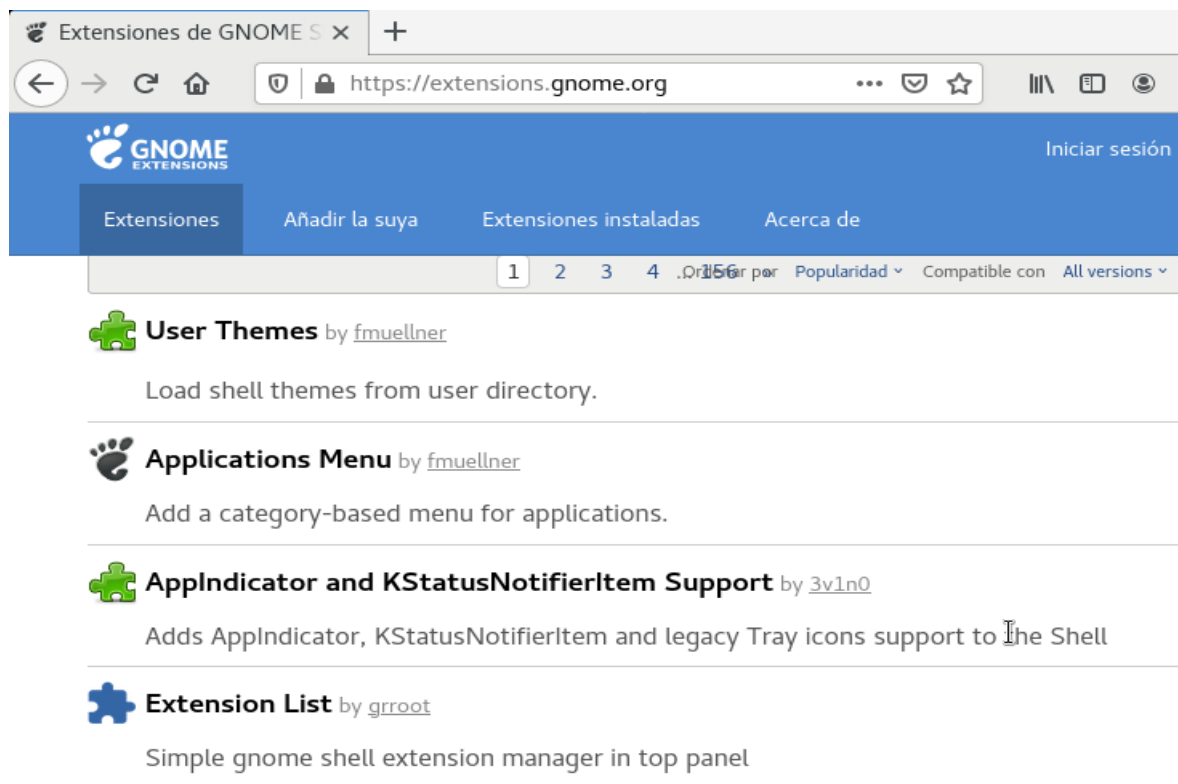 Extensiones de GNOME S
https://extensions.gnome.org
GNOME
EXTENSIONS
Iniciar sesión
Extensiones Añadir la suya Extensiones instaladas Acerca de
1 2 3 4 ... 156 » Ordenar por Popularidad Compatible con All versions
User Themes by fmuellner
Load shell themes from user directory.
Applications Menu by fmuellner
Add a category-based menu for applications.
AppIndicator and KStatusNotifierItem Support by 3v1n0
Adds AppIndicator, KStatusNotifierItem and legacy Tray icons support to the Shell
Extension List by grroot
Simple gnome shell extension manager in top panel